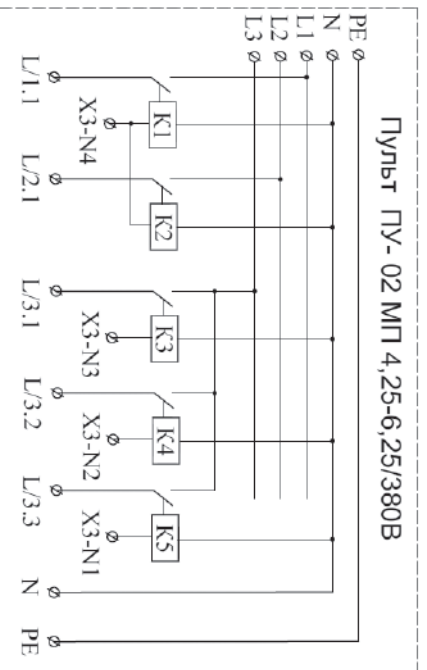 Пульт ПУ- 02 МП 4,25-6,25/380В
PE
N
L1
L2
L3
K1
K2
K3
K4
K5
X3-N4
X3-N3
X3-N2
X3-N1
L/1.1
L/2.1
L/3.1
L/3.2
L/3.3
N
PE